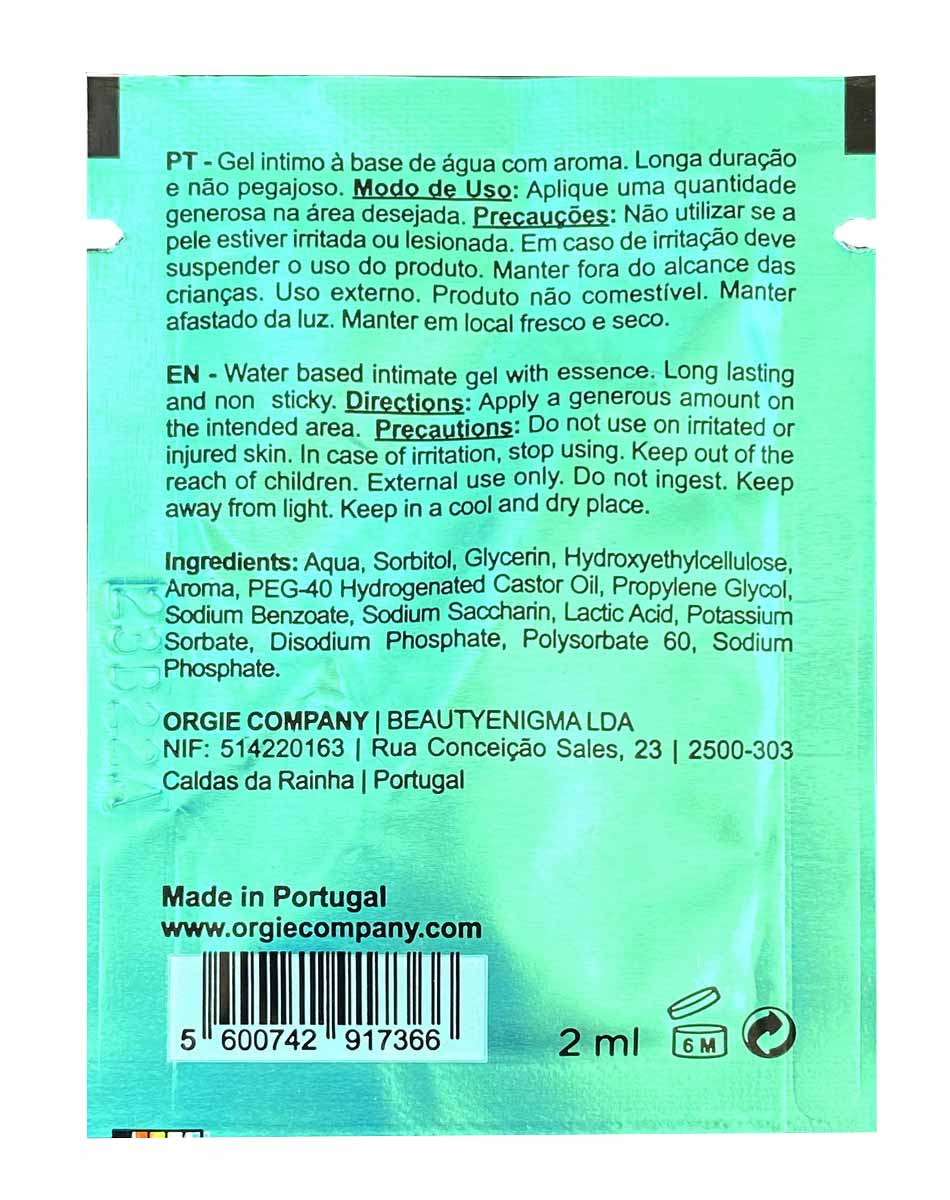 PT - Gel intimo à base de água com aroma. Longa duração
e não pegajoso. Modo de Uso: Aplique uma quantidade
generosa na área desejada. Precauções: Não utilizar se a
pele estiver irritada ou lesionada. Em caso de irritação deve
suspender o uso do produto. Manter fora do alcance das
crianças. Uso externo. Produto não comestível. Manter
afastado da luz. Manter em local fresco e seco.
EN - Water based intimate gel with essence. Long lasting
and non sticky. Directions: Apply a generous amount on
the intended area. Precautions: Do not use on irritated or
injured skin. In case of irritation, stop using. Keep out of the
reach of children. External use only. Do not ingest. Keep
away from light. Keep in a cool and dry place.
Ingredients: Aqua, Sorbitol, Glycerin, Hydroxyethylcellulose,
Aroma, PEG-40 Hydrogenated Castor Oil, Propylene Glycol,
Sodium Benzoate, Sodium Saccharin, Lactic Acid, Potassium
Sorbate, Disodium Phosphate, Polysorbate 60, Sodium
Phosphate.
ORGIE COMPANY | BEAUTYENIGMA LDA
NIF: 514220163 | Rua Conceição Sales, 23 | 2500-303
Caldas da Rainha | Portugal
Made in Portugal
www.orgiecompany.com
5 600742 917366
2 ml
6 M